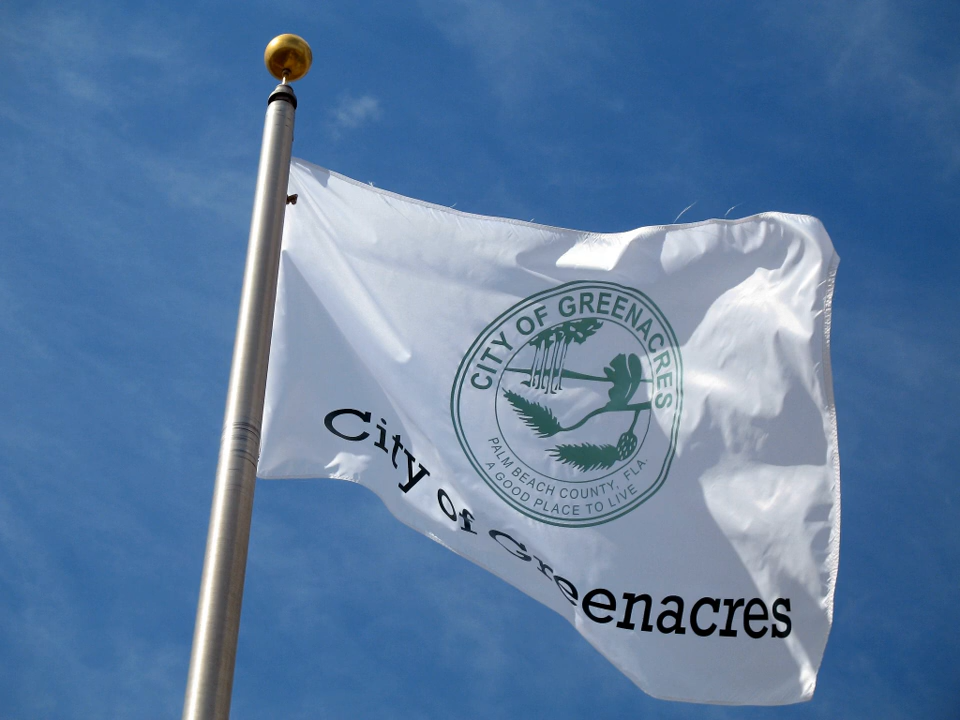 CITY OF GREENACRES
PALM BEACH COUNTY, FLA.
A GOOD PLACE TO LIVE
City of Greenacres